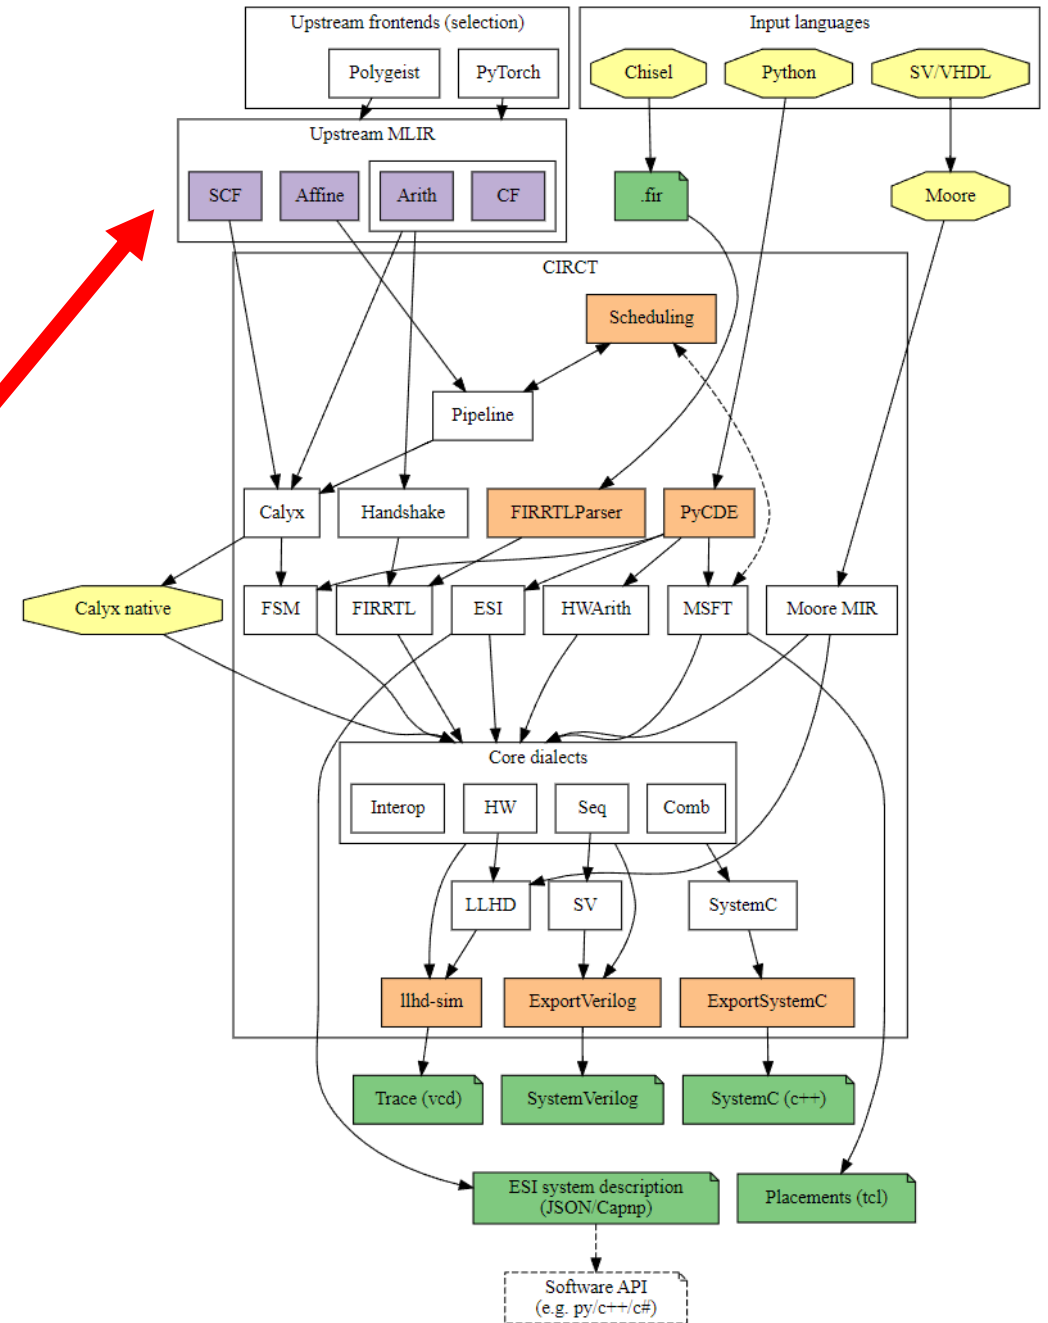 Upstream frontends (selection)
Input languages
Polygeist
PyTorch
Chisel
Python
SV/VHDL
Upstream MLIR
SCF
Affine
Arith
CF
.fir
Moore
CIRCT
Scheduling
Pipeline
Calyx
Handshake
FIRRTLParser
PyCDE
Calyx native
FSM
FIRRTL
ESI
HWArith
MSFT
Moore MIR
Core dialects
Interop
HW
Seq
Comb
LLHD
SV
SystemC
llhd-sim
ExportVerilog
ExportSystemC
Trace (vcd)
SystemVerilog
SystemC (c++)
ESI system description
(JSON/Capnp)
Placements (tcl)
Software API
(e.g. py/c++/c#)